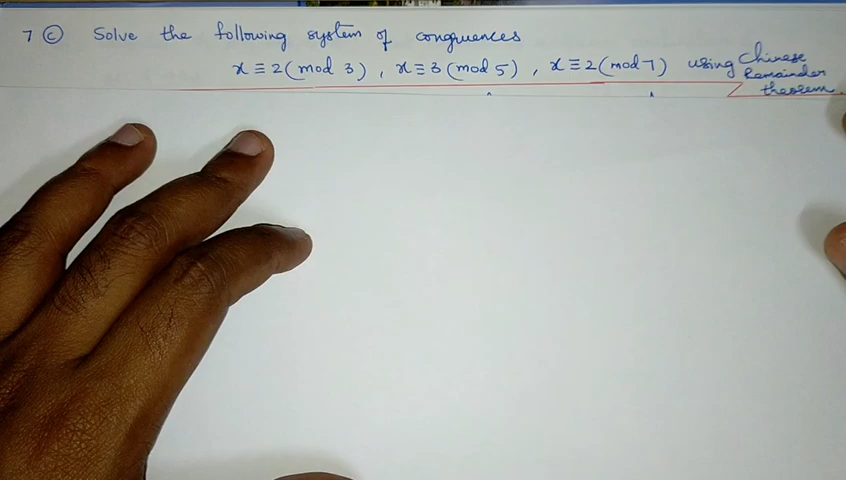 7 ⓒ Solve the following system of congruences
x ≡ 2 (mod 3), x ≡ 3 (mod 5), x ≡ 2 (mod 7) using Chinese
Remainder
theorem.